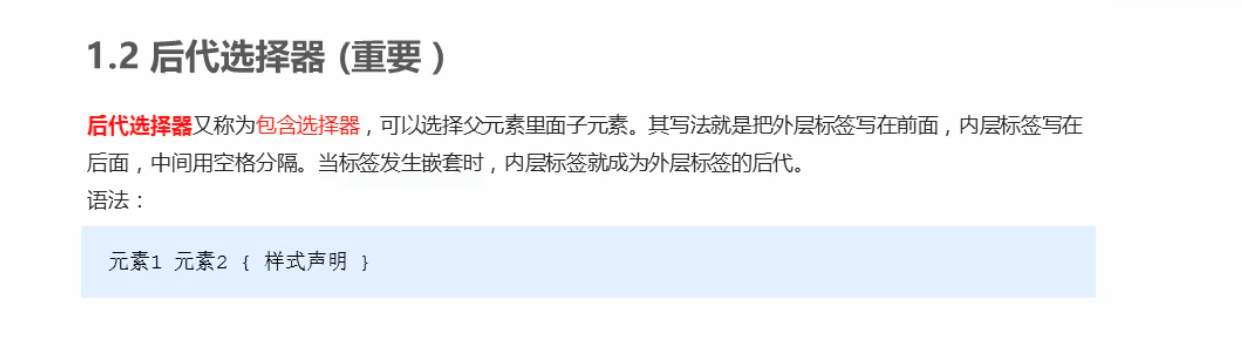 1.2 后代选择器 (重要 )
后代选择器又称为包含选择器，可以选择父元素里面子元素。其写法就是把外层标签写在前面，内层标签写在
后面，中间用空格分隔。当标签发生嵌套时，内层标签就成为外层标签的后代。
语法：
元素1 元素2 { 样式声明 }